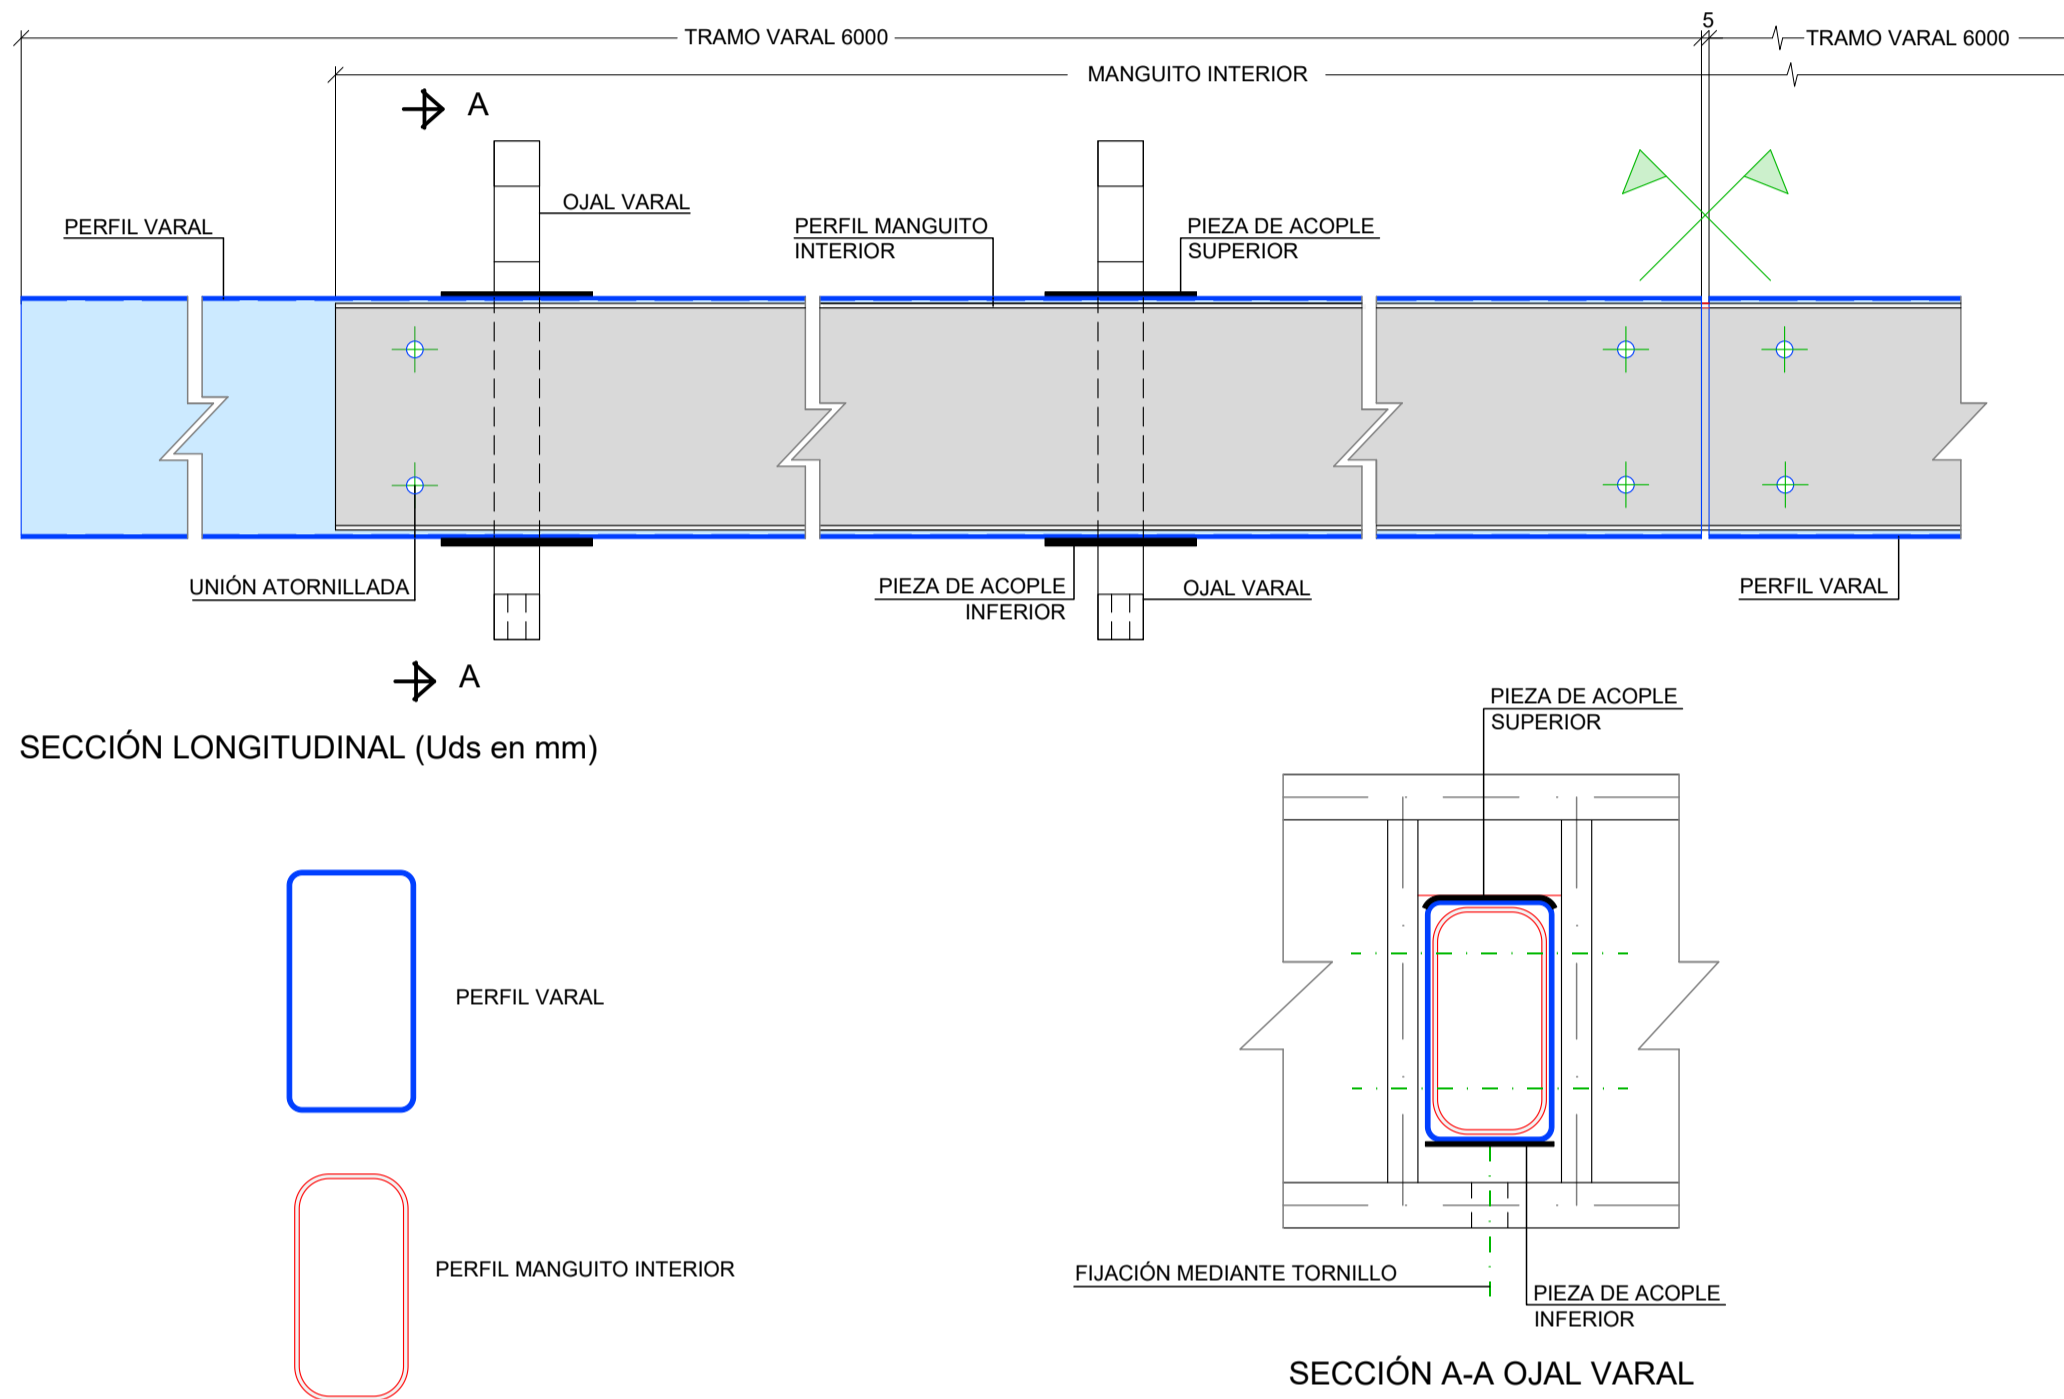 5
TRAMO VARAL 6000
TRAMO VARAL 6000
MANGUITO INTERIOR
A
OJAL VARAL
PERFIL VARAL
PERFIL MANGUITO
INTERIOR
PIEZA DE ACOPLE
SUPERIOR
UNIÓN ATORNILLADA
PIEZA DE ACOPLE
INFERIOR
OJAL VARAL
PERFIL VARAL
A
SECCIÓN LONGITUDINAL (Uds en mm)
PIEZA DE ACOPLE
SUPERIOR
PERFIL VARAL
PERFIL MANGUITO INTERIOR
FIJACIÓN MEDIANTE TORNILLO
PIEZA DE ACOPLE
INFERIOR
SECCIÓN A-A OJAL VARAL